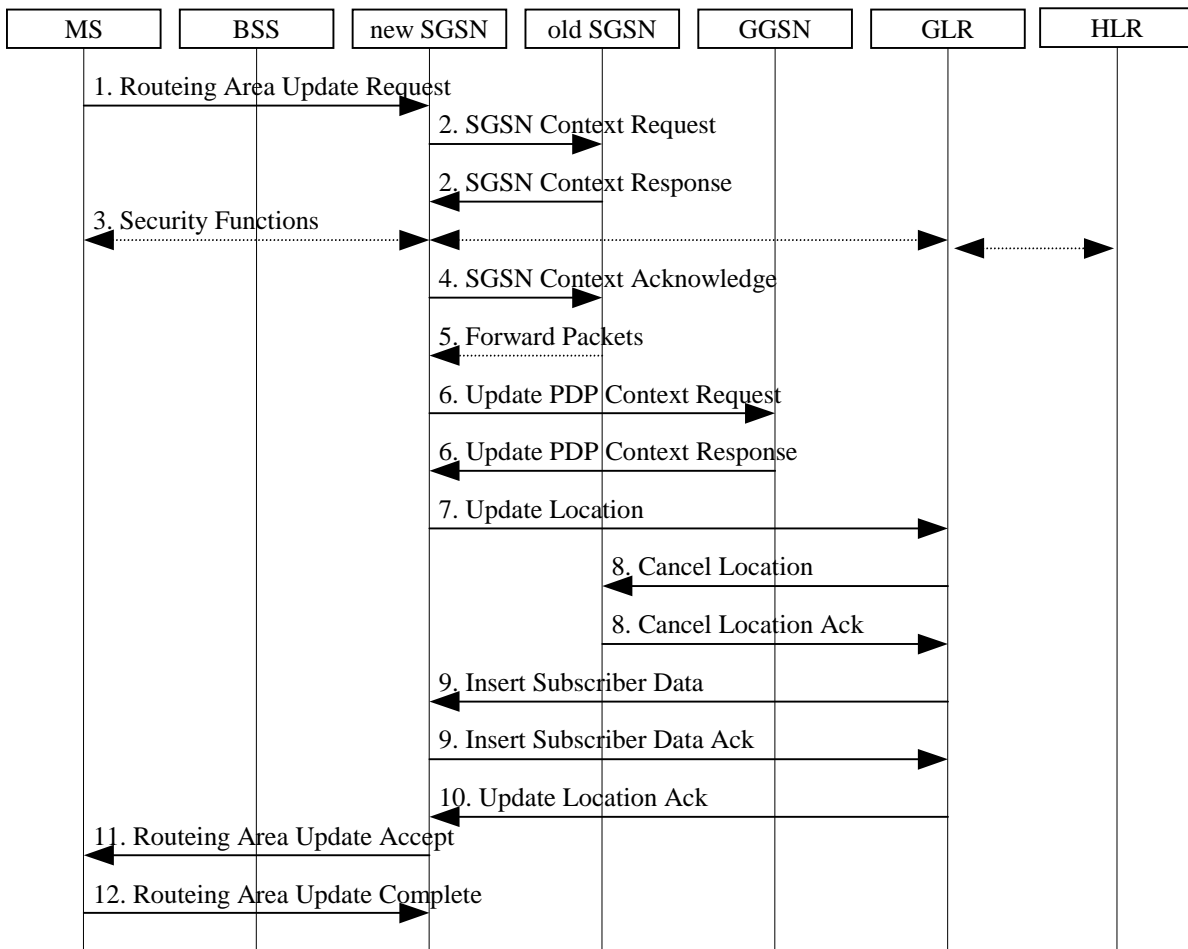 MS
BSS
new SGSN
old SGSN
GGSN
GLR
HLR
1. Routeing Area Update Request
2. SGSN Context Request
2. SGSN Context Response
3. Security Functions
4. SGSN Context Acknowledge
5. Forward Packets
6. Update PDP Context Request
6. Update PDP Context Response
7. Update Location
8. Cancel Location
8. Cancel Location Ack
9. Insert Subscriber Data
9. Insert Subscriber Data Ack
10. Update Location Ack
11. Routeing Area Update Accept
12. Routeing Area Update Complete